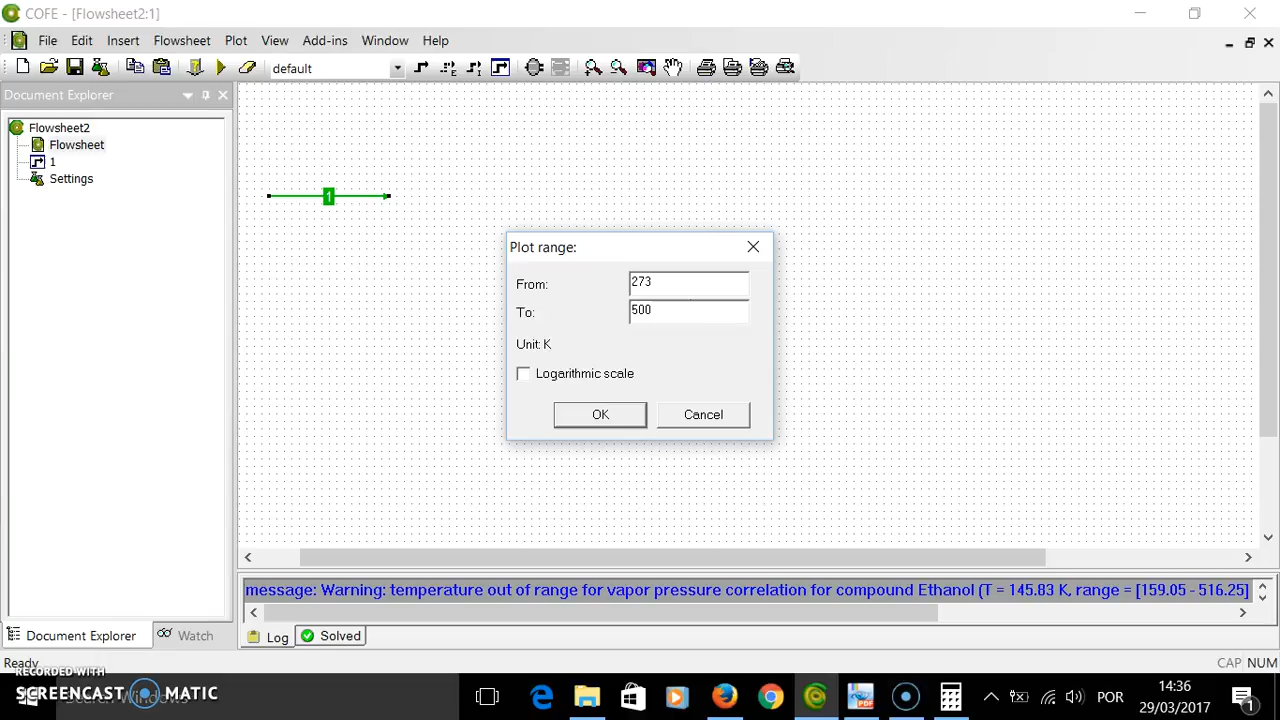 COFE - [Flowsheet2:1]
File Edit Insert Flowsheet Plot View Add-ins Window Help
default
Document Explorer
Flowsheet2
Flowsheet
1
Settings
1
Plot range:
From: 273
To: 500
Unit: K
Logarithmic scale
OK Cancel
message: Warning: temperature out of range for vapor pressure correlation for compound Ethanol (T = 145.83 K, range = [159.05 - 516.25]
Document Explorer Watch
Log Solved
Ready CAP NUM
RECORDED WITH
SCREENCAST MATIC
Search Windows
POR
14:36
29/03/2017
1